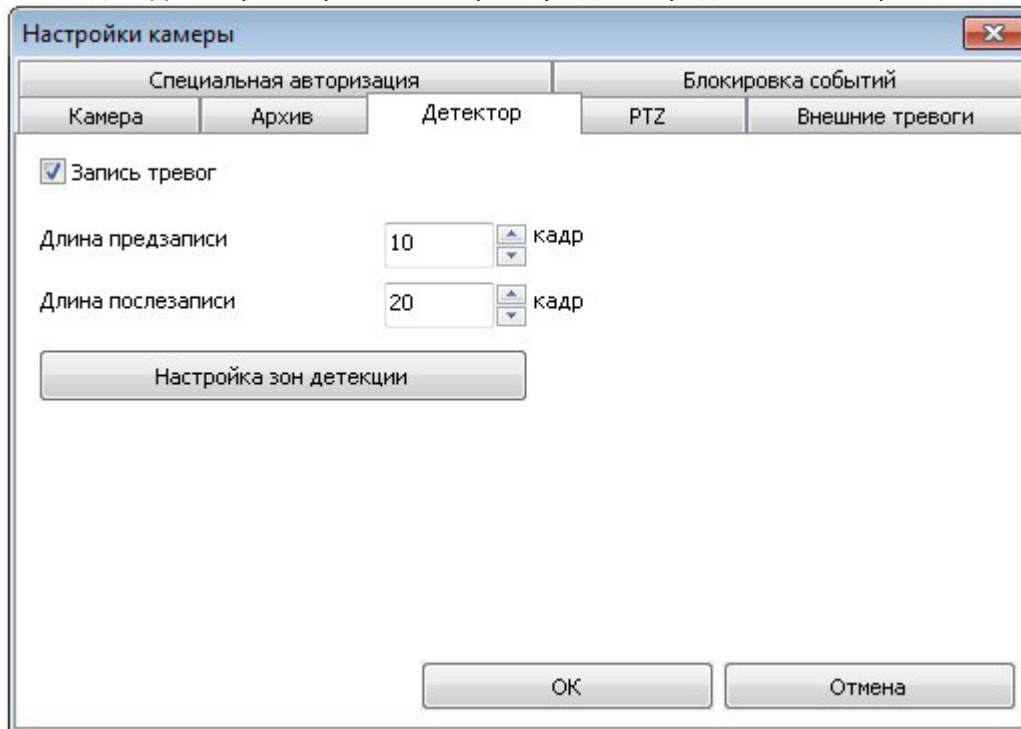 Настройки камеры
Специальная авторизация Блокировка событий
Камера Архив Детектор PTZ Внешние тревоги
Запись тревог
Длина предзаписи 10 кадр
Длина послезаписи 20 кадр
Настройка зон детекции
ОК Отмена